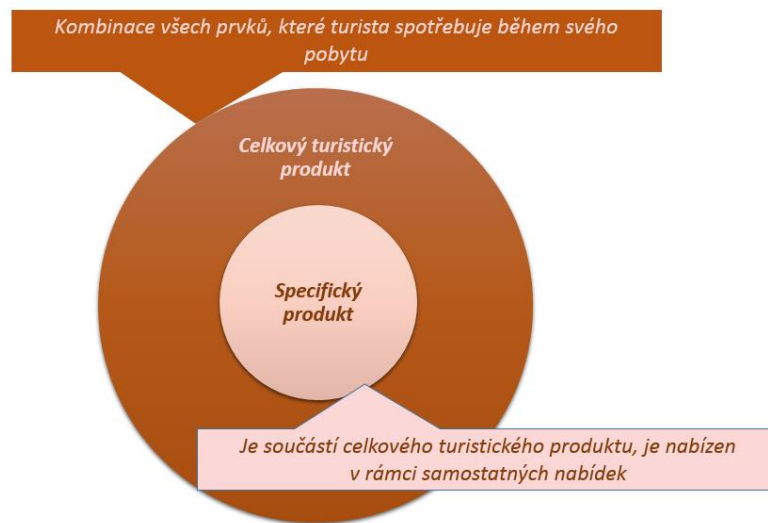 Kombinace všech prvků, které turista spotřebuje během svého
pobytu
Celkový turistický
produkt
Specifický
produkt
Je součástí celkového turistického produktu, je nabízen
v rámci samostatných nabídek